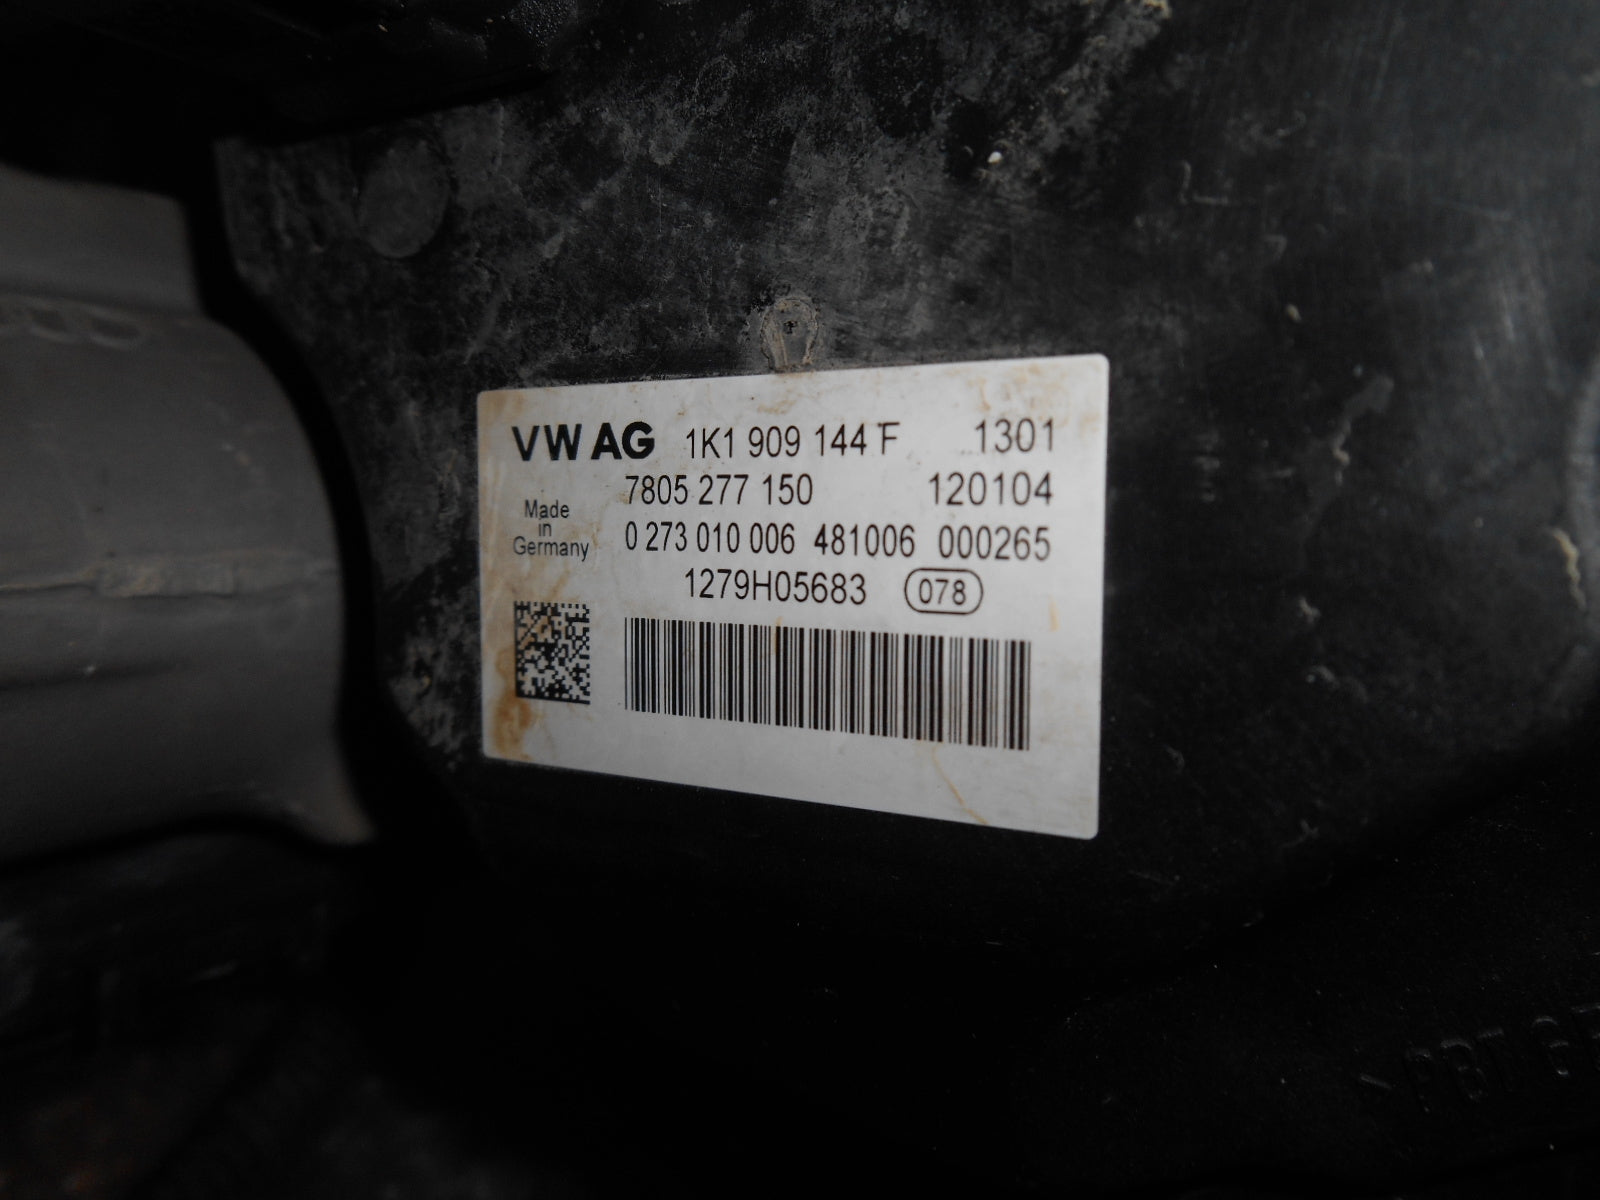 VW AG 1K1 909 144 F 1301
7805 277 150 120104
Made
in
Germany
0 273 010 006 481006 000265
1279H05683 078